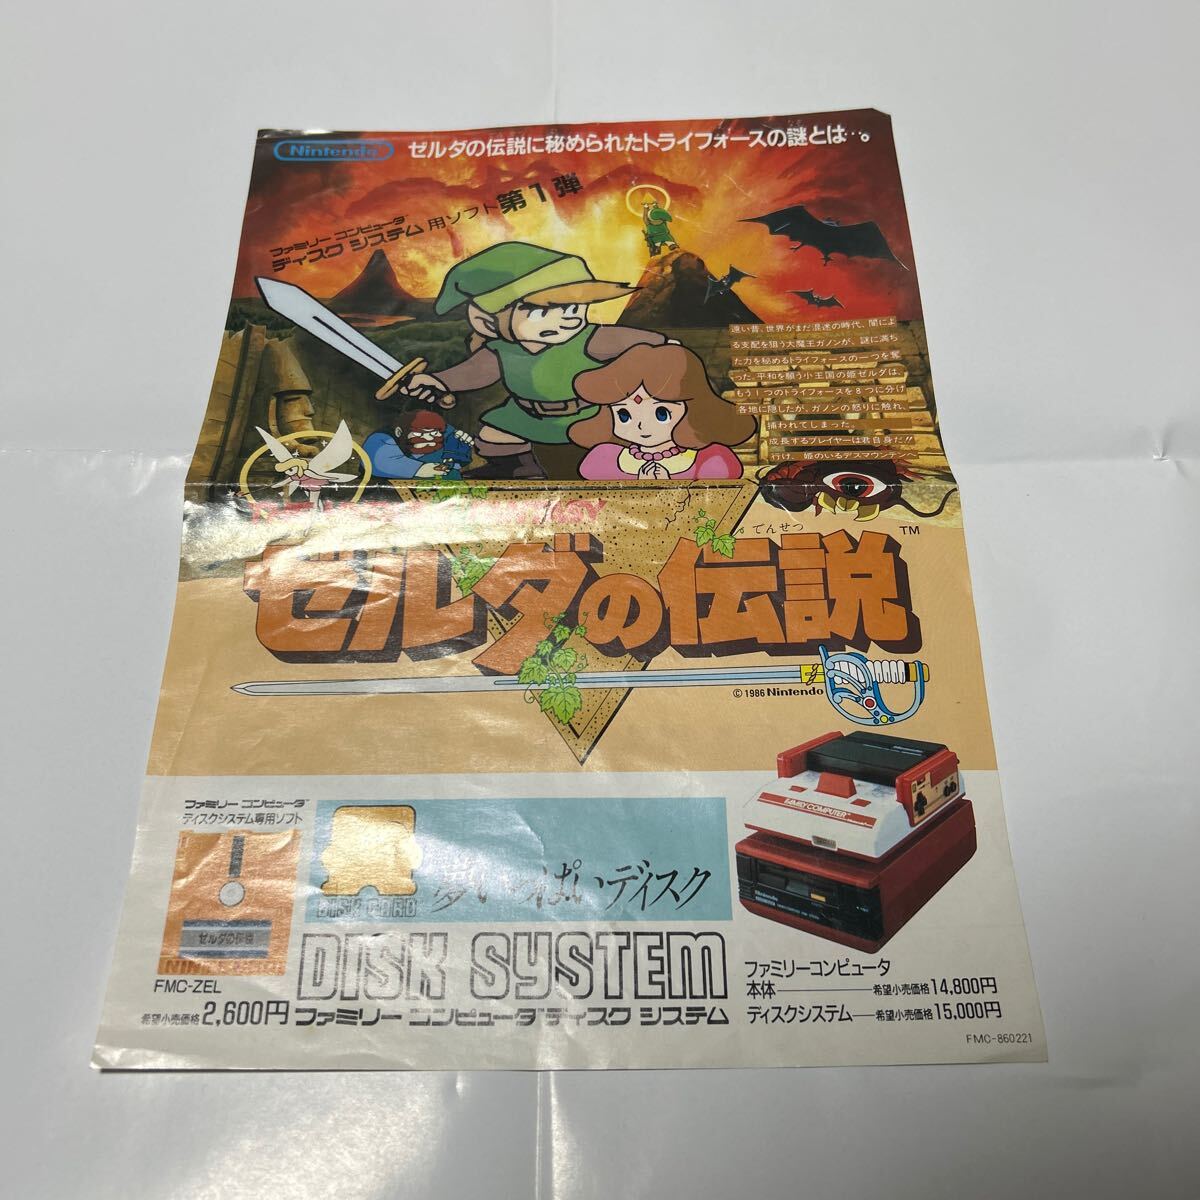 Nintendo
ゼルダの伝説に秘められたトライフォースの謎とは…。
ファミリー コンピュータ
ディスク システム用ソフト第1弾
遠い昔、世界がまだ混迷の時代、闇によ
る支配を狙う大魔王ガノンが、謎に満ち
た力を秘めるトライフォースの一つを奪
った。平和を願う小王国の姫ゼルダは、
もう1つのトライフォースを8つに分け
各地に隠したが、ガノンの怒りに触れ、
捕われてしまった。
成長するプレイヤーは君自身だ!!
行け、姫のいるデスマウンテンへ
FANTASY
でんせつ
ゼルダの伝説
TM
©1986 Nintendo
ファミリー コンピュータ
ディスクシステム専用ソフト
ゼルダの伝説
FMC-ZEL
希望小売価格2,600円
DISK CARD
夢いっぱいディスク
DISK SYSTEM
ファミリー コンピュータ ディスク システム
FAMILY COMPUTER
Nintendo
ファミリーコンピュータ
本体 希望小売価格14,800円
ディスクシステム 希望小売価格15,000円
FMC-860221